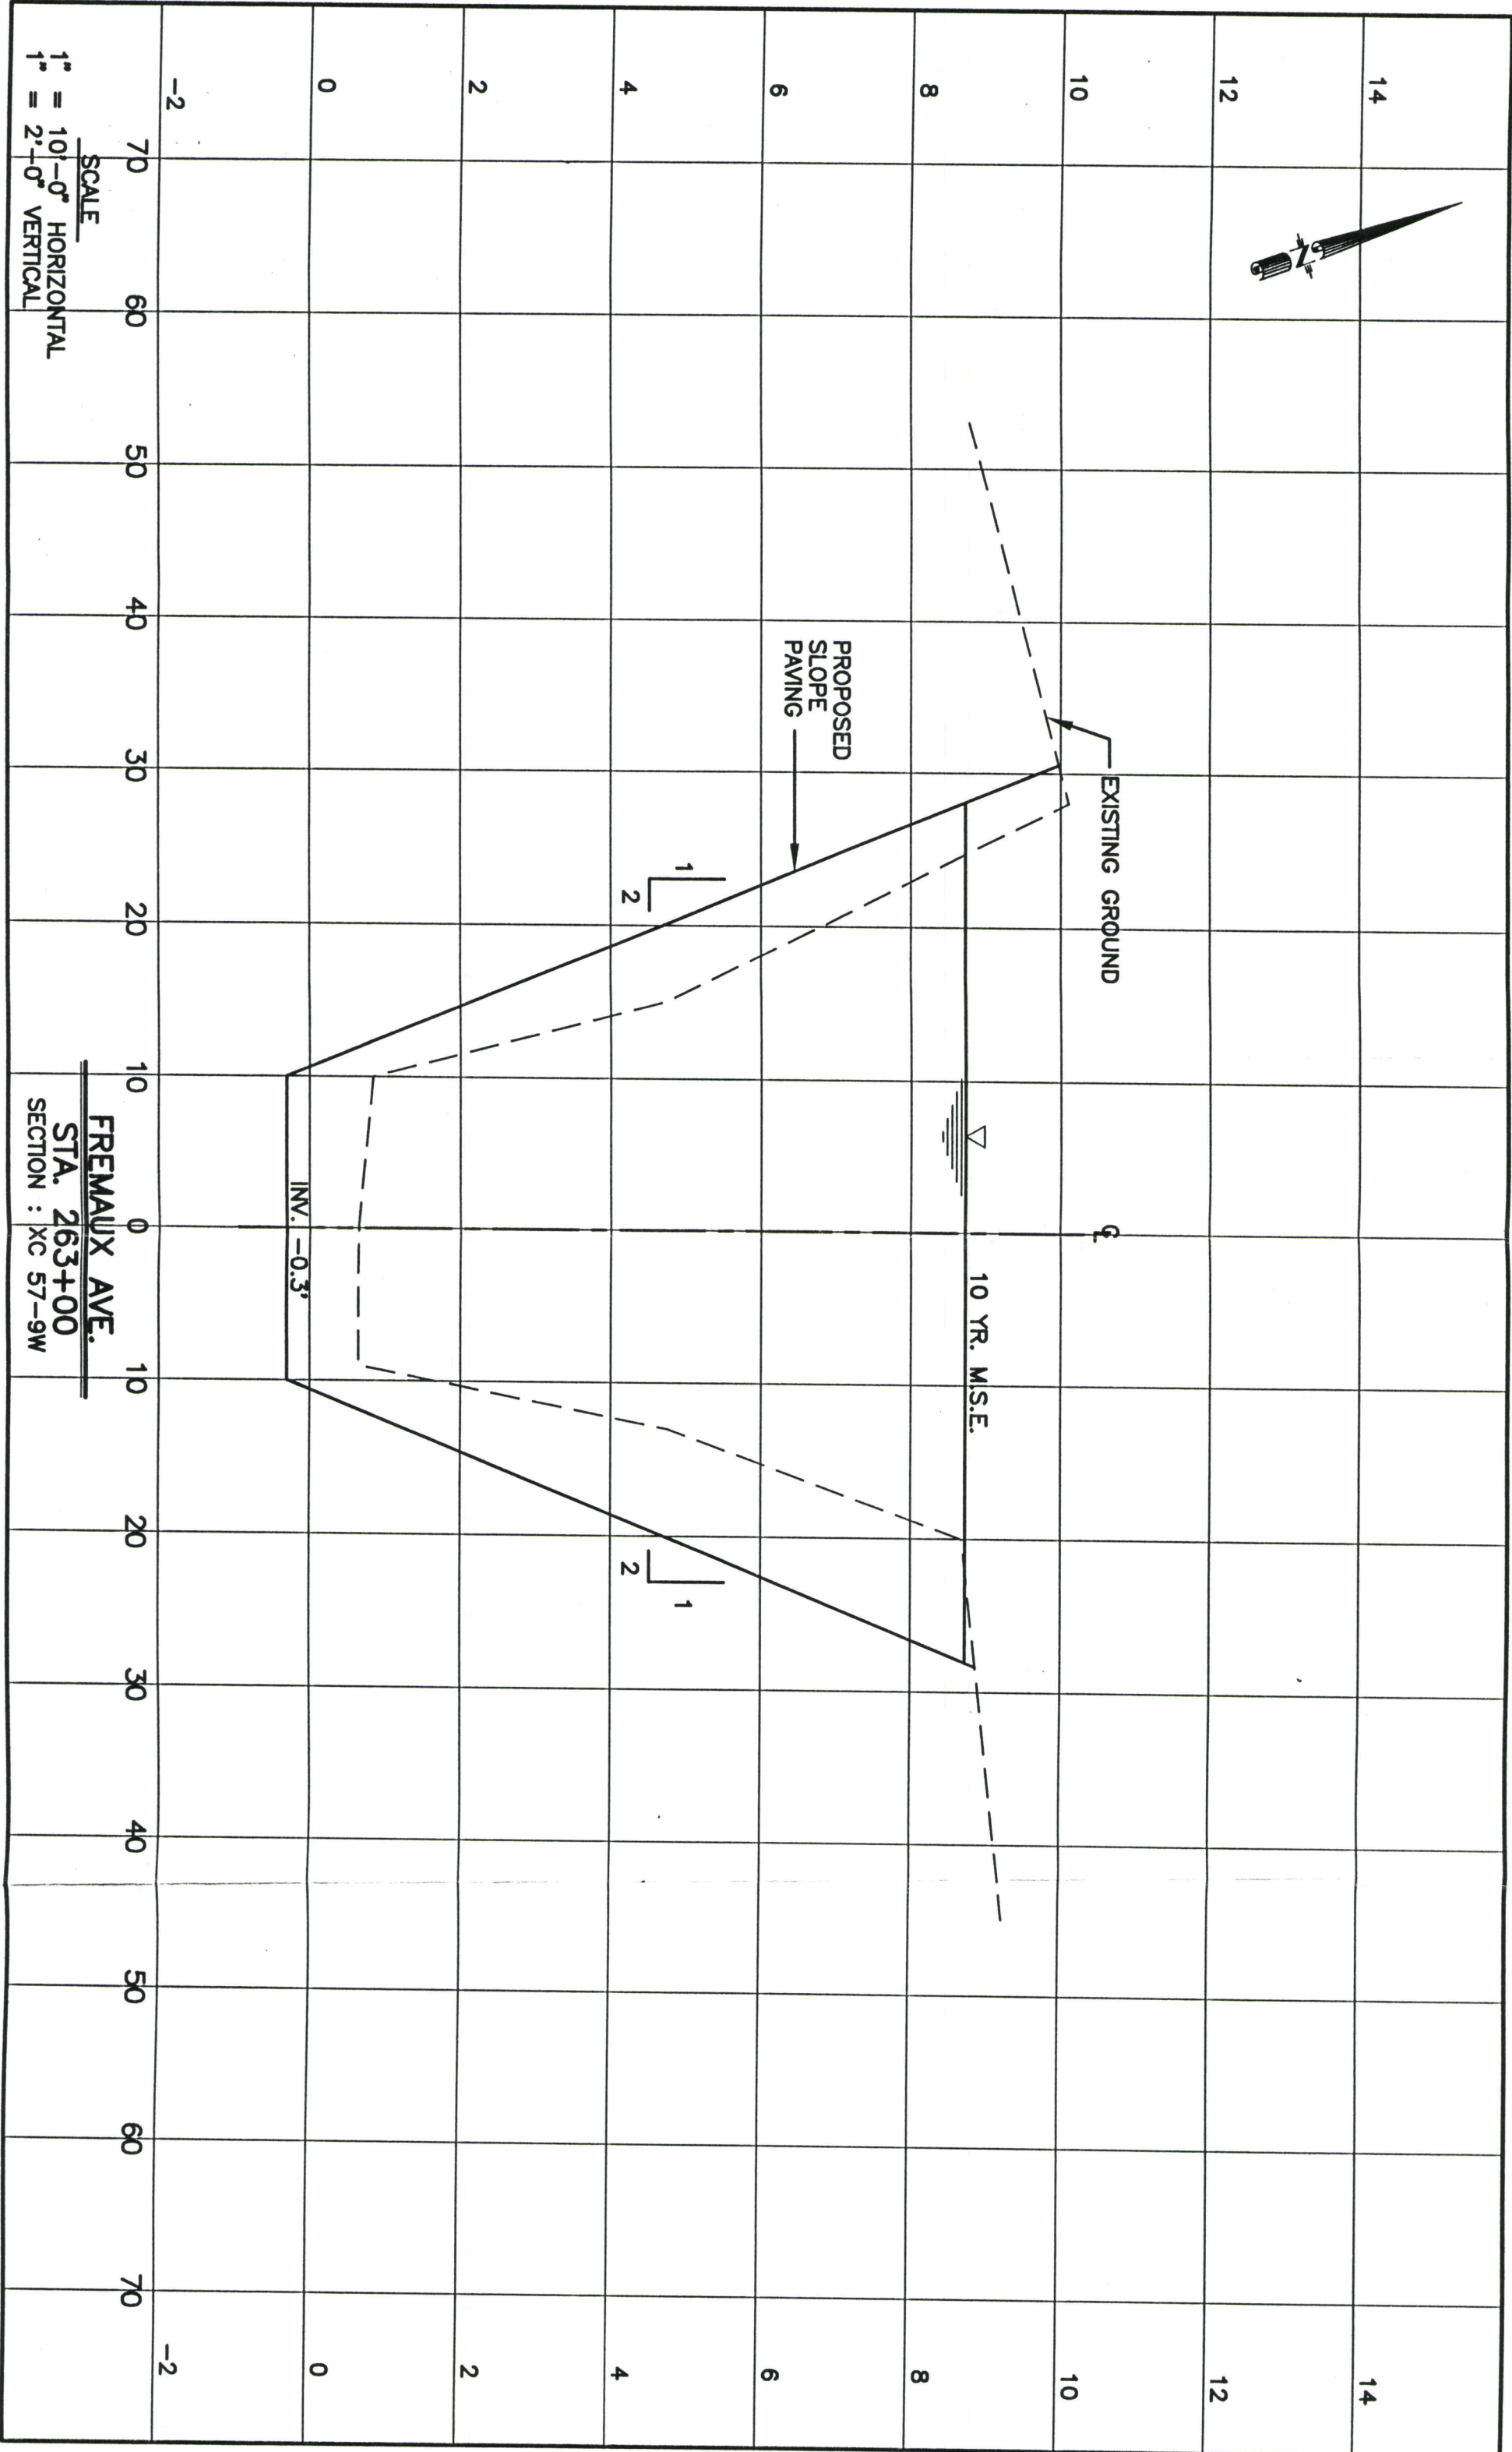 14
12
10
8
6
4
2
0
-2
14
12
10
8
6
4
2
0
-2
N
EXISTING GROUND
℄
10 YR. M.S.E.
PROPOSED
SLOPE
PAVING
1
2
2
1
INV. -0.3'
70 60 50 40 30 20 10 0 10 20 30 40 50 60 70
SCALE
1" = 10'-0" HORIZONTAL
1" = 2'-0" VERTICAL
FREMAUX AVE.
STA. 263+00
SECTION : XC 57-9W